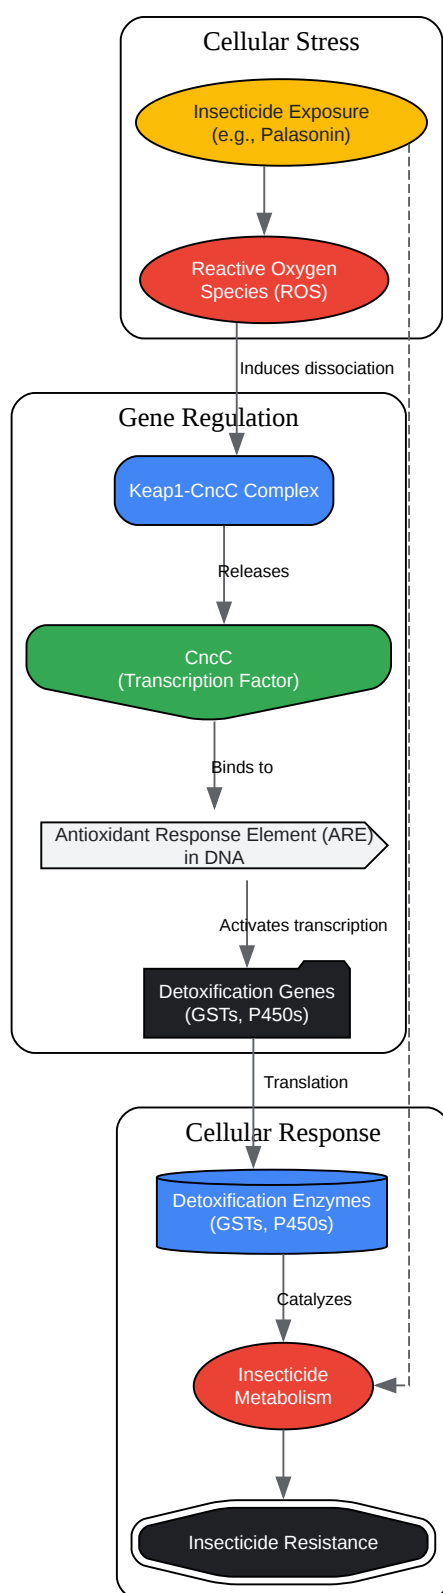 Cellular Stress
Insecticide Exposure
(e.g., Palasonin)
Reactive Oxygen
Species (ROS)
Induces dissociation
Gene Regulation
Keap1-CncC Complex
Releases
CncC
(Transcription Factor)
Binds to
Antioxidant Response Element (ARE)
in DNA
Activates transcription
Detoxification Genes
(GSTs, P450s)
Translation
Cellular Response
Detoxification Enzymes
(GSTs, P450s)
Catalyzes
Insecticide
Metabolism
Insecticide Resistance